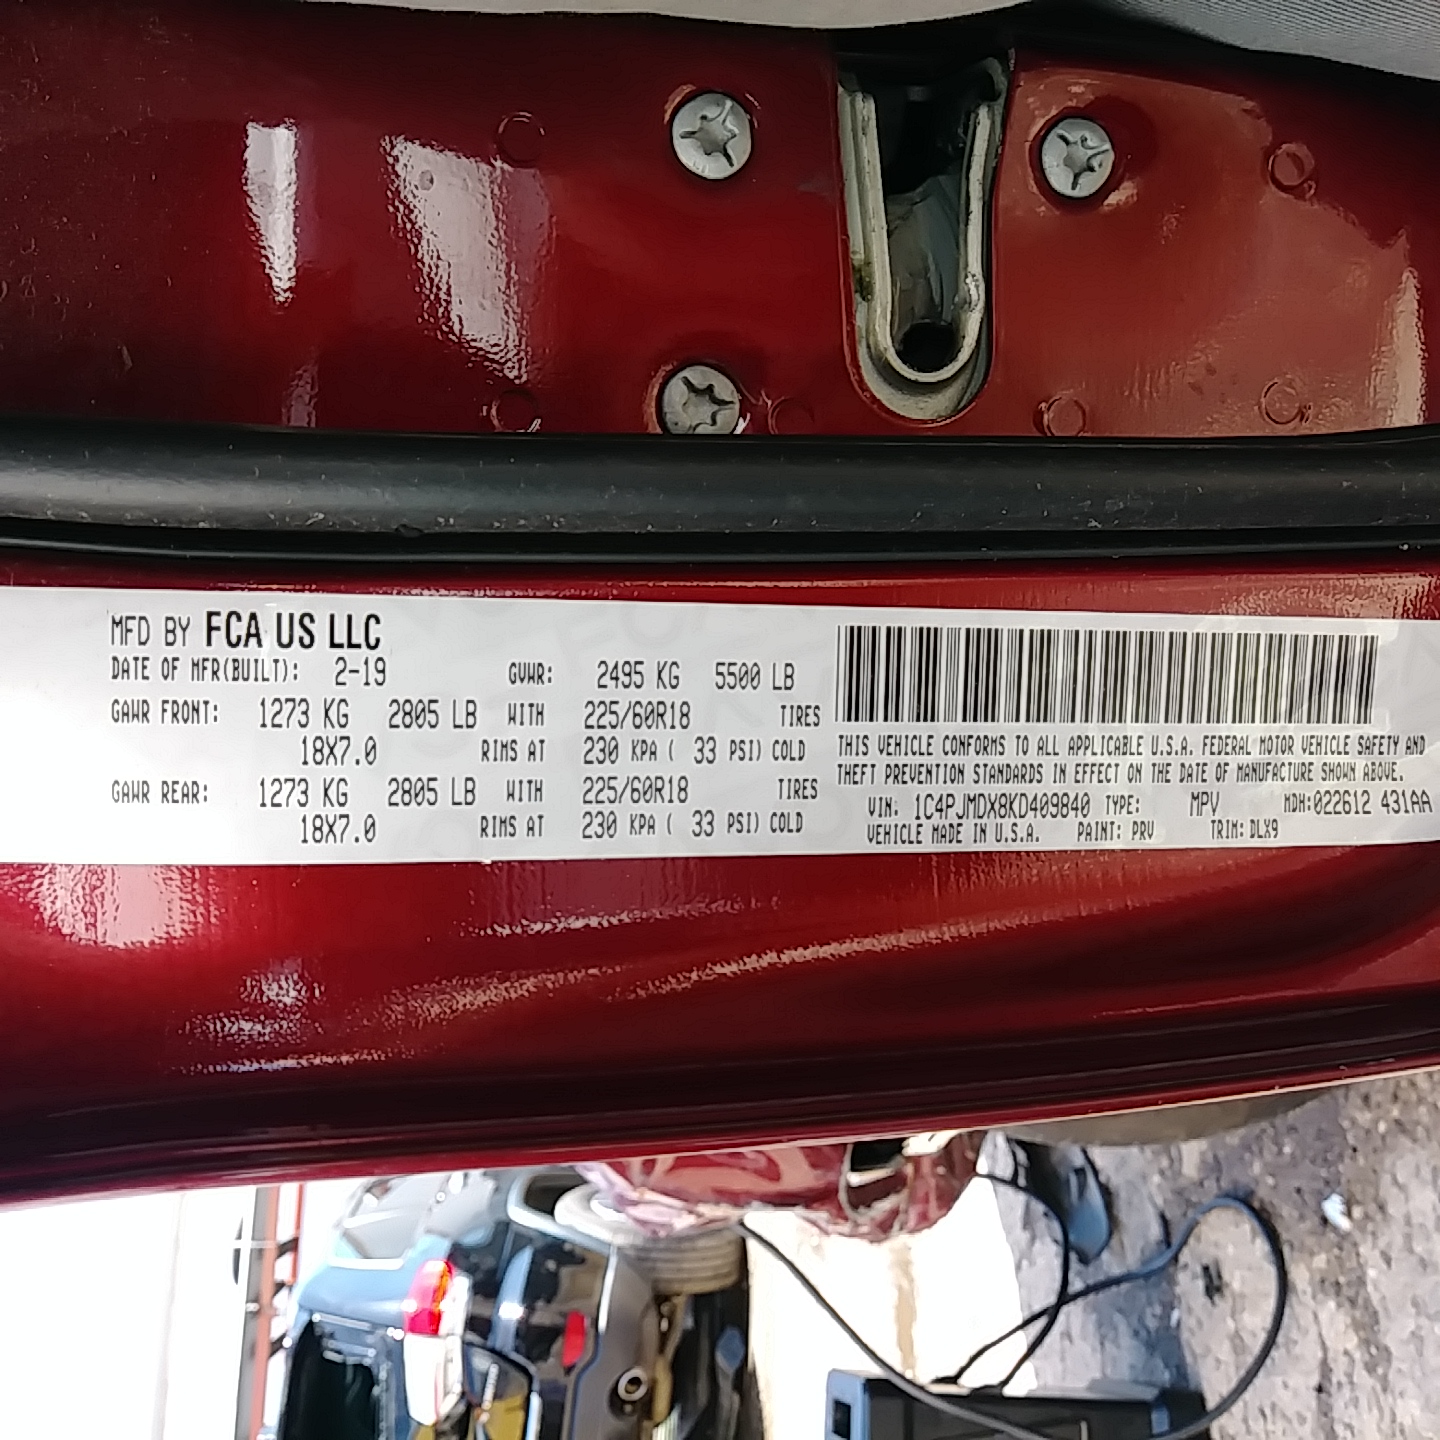 MFD BY FCA US LLC
DATE OF MFR(BUILT): 2-19 GVWR: 2495 KG 5500 LB
GAWR FRONT: 1273 KG 2805 LB WITH 225/60R18 TIRES
18X7.0 RIMS AT 230 KPA ( 33 PSI) COLD
GAWR REAR: 1273 KG 2805 LB WITH 225/60R18 TIRES
18X7.0 RIMS AT 230 KPA ( 33 PSI) COLD
THIS VEHICLE CONFORMS TO ALL APPLICABLE U.S.A. FEDERAL MOTOR VEHICLE SAFETY AND
THEFT PREVENTION STANDARDS IN EFFECT ON THE DATE OF MANUFACTURE SHOWN ABOVE.
VIN: 1C4PJMDX8KD409840 TYPE: MPV MDH:022612 431AA
VEHICLE MADE IN U.S.A. PAINT: PRV TRIM: DLX9